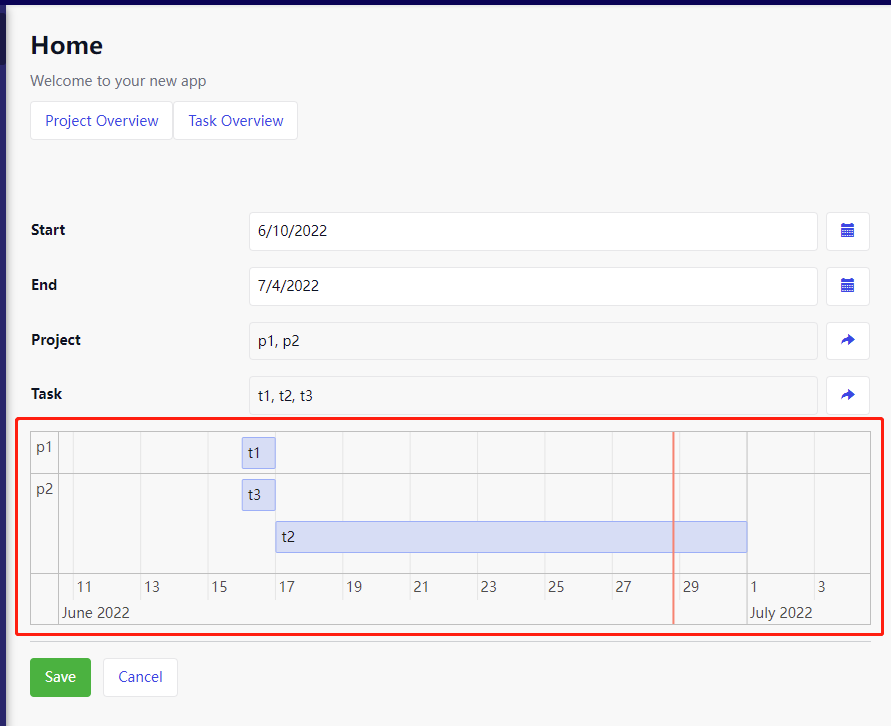 Home
Welcome to your new app
Project Overview Task Overview
Start 6/10/2022
End 7/4/2022
Project p1, p2
Task t1, t2, t3
p1 t1
p2 t3
t2
11 13 15 17 19 21 23 25 27 29 1 3
June 2022 July 2022
Save Cancel